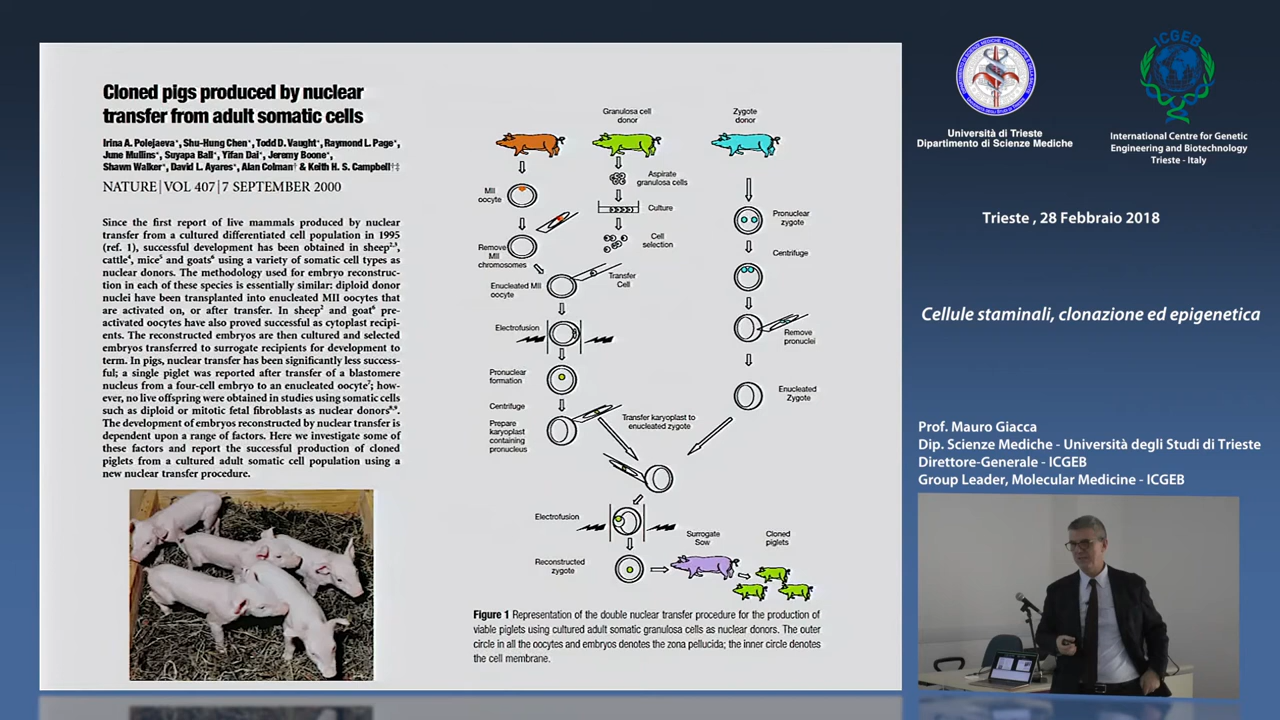 Cloned pigs produced by nuclear
transfer from adult somatic cells
Irina A. Polejaeva*, Shu-Hung Chen*, Todd D. Vaught*, Raymond L. Page*,
June Mullins*, Suyapa Ball*, Yifan Dai*, Jeremy Boone*,
Shawn Walker*, David L. Ayares*, Alan Colman† & Keith H. S. Campbell†‡
NATURE | VOL 407 | 7 SEPTEMBER 2000
Since the first report of live mammals produced by nuclear
transfer from a cultured differentiated cell population in 1995
(ref. 1), successful development has been obtained in sheep2,3,
cattle4, mice5 and goats6 using a variety of somatic cell types as
nuclear donors. The methodology used for embryo reconstruc-
tion in each of these species is essentially similar: diploid donor
nuclei have been transplanted into enucleated MII oocytes that
are activated on, or after transfer. In sheep2 and goat6 pre-
activated oocytes have also proved successful as cytoplast recipi-
ents. The reconstructed embryos are then cultured and selected
embryos transferred to surrogate recipients for development to
term. In pigs, nuclear transfer has been significantly less success-
ful; a single piglet was reported after transfer of a blastomere
nucleus from a four-cell embryo to an enucleated oocyte7; how-
ever, no live offspring were obtained in studies using somatic cells
such as diploid or mitotic fetal fibroblasts as nuclear donors8,9.
The development of embryos reconstructed by nuclear transfer is
dependent upon a range of factors. Here we investigate some of
these factors and report the successful production of cloned
piglets from a cultured adult somatic cell population using a
new nuclear transfer procedure.
Granulosa cell
donor
Zygote
donor
MII
oocyte
Aspirate
granulosa cells
Culture
Cell
selection
Pronuclear
zygote
Remove
MII
chromosomes
Centrifuge
Enucleated MII
oocyte
Transfer
Cell
Electrofusion
Remove
pronuclei
Pronuclear
formation
Enucleated
Zygote
Centrifuge
Prepare
karyoplast
containing
pronucleus
Transfer karyoplast to
enucleated zygote
Electrofusion
Surrogate
Sow
Cloned
piglets
Reconstructed
zygote
Figure 1 Representation of the double nuclear transfer procedure for the production of
viable piglets using cultured adult somatic granulosa cells as nuclear donors. The outer
circle in all the oocytes and embryos denotes the zona pellucida; the inner circle denotes
the cell membrane.
ICGEB
Università di Trieste
Dipartimento di Scienze Mediche
International Centre for Genetic
Engineering and Biotechnology
Trieste - Italy
Trieste , 28 Febbraio 2018
Cellule staminali, clonazione ed epigenetica
Prof. Mauro Giacca
Dip. Scienze Mediche - Università degli Studi di Trieste
Direttore-Generale - ICGEB
Group Leader, Molecular Medicine - ICGEB